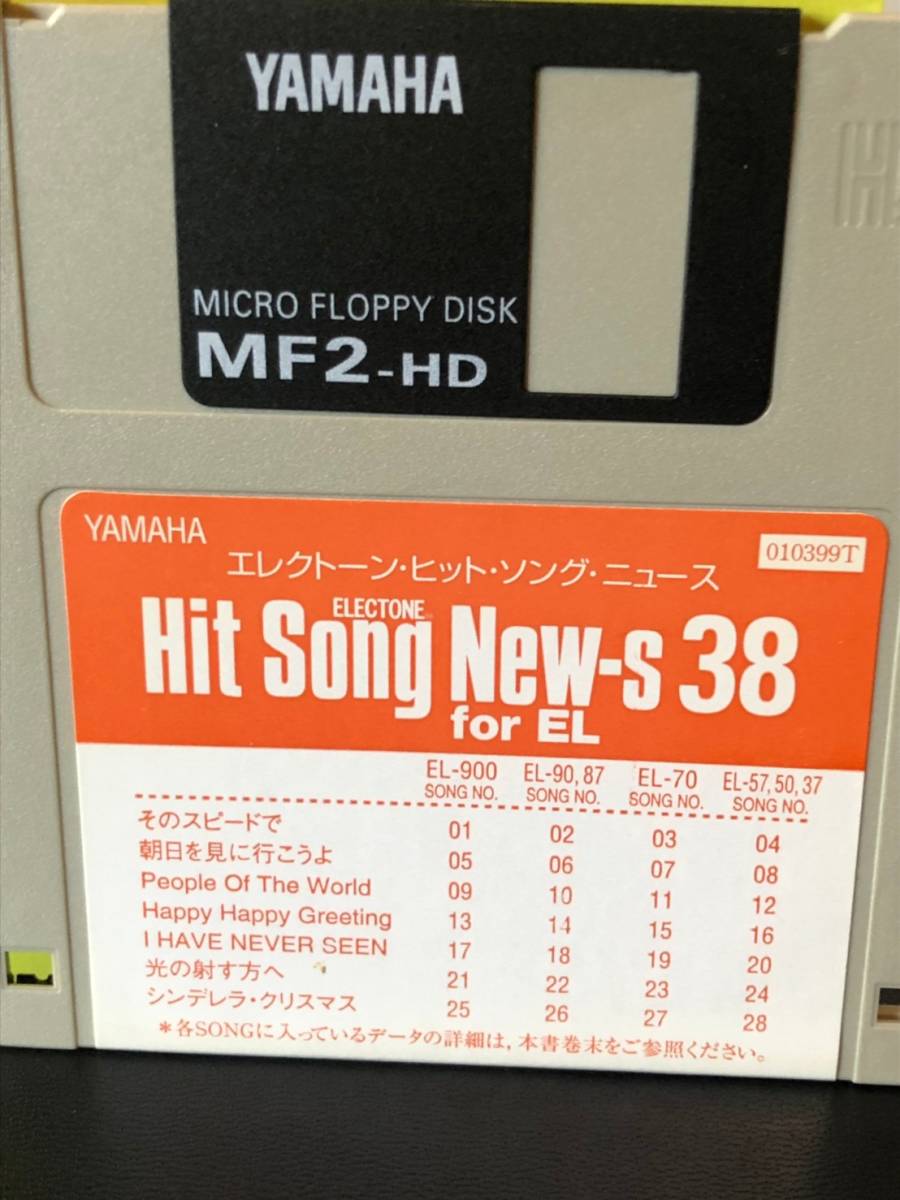 YAMAHA
MICRO FLOPPY DISK
MF2-HD
YAMAHA
エレクトーン・ヒット・ソング・ニュース
010399T
ELECTONE
Hit Song New-s 38
for EL
EL-900 EL-90, 87 EL-70 EL-57, 50, 37
SONG NO. SONG NO. SONG NO. SONG NO.
そのスピードで 01 02 03 04
朝日を見に行こうよ 05 06 07 08
People Of The World 09 10 11 12
Happy Happy Greeting 13 14 15 16
I HAVE NEVER SEEN 17 18 19 20
光の射す方へ 21 22 23 24
シンデレラ・クリスマス 25 26 27 28
*各SONGに入っているデータの詳細は, 本書巻末をご参照ください。